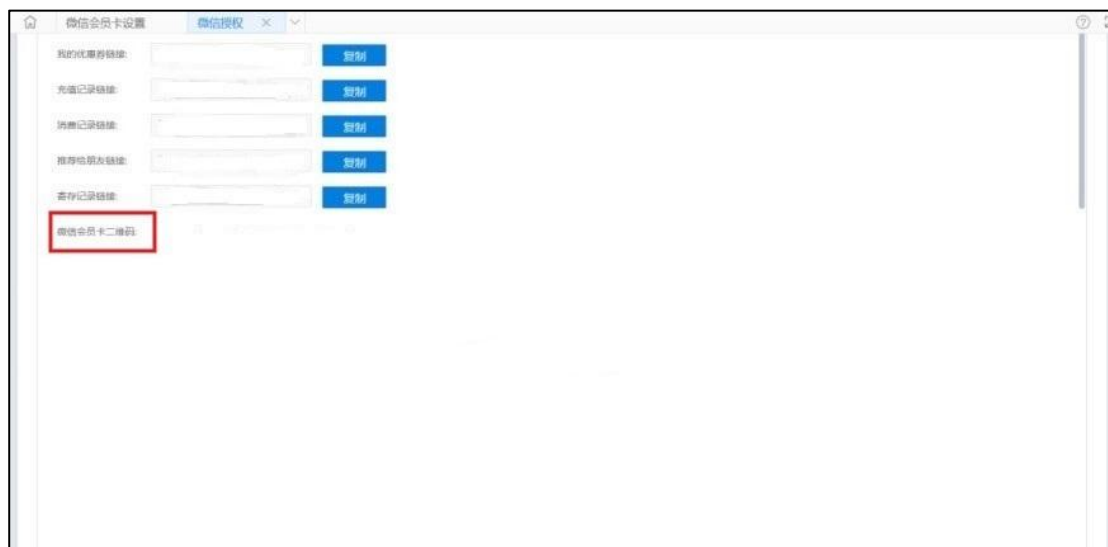 微信会员卡设置 微信授权
我的优惠券链接: 复制
充值记录链接: 复制
消费记录链接: 复制
推荐给朋友链接: 复制
寄存记录链接: 复制
微信会员卡二维码: